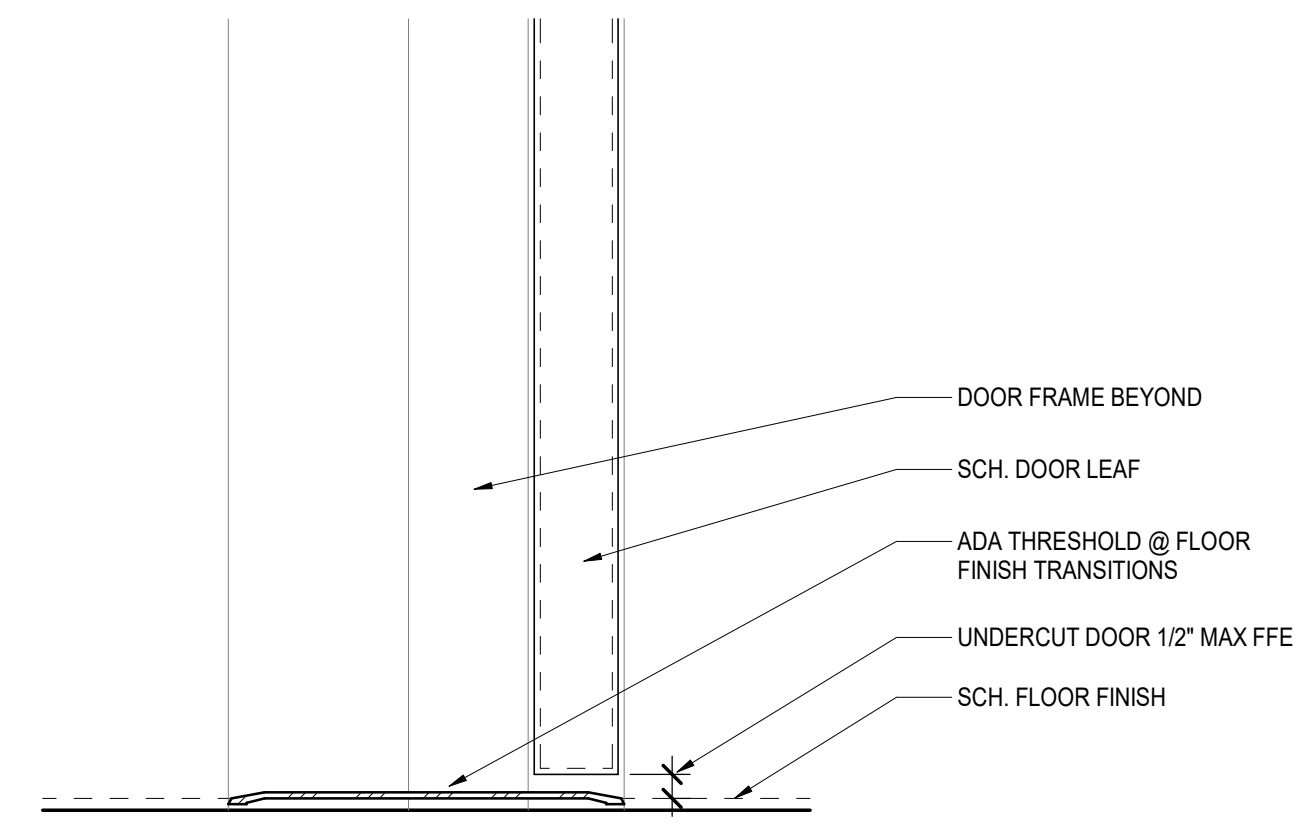 DOOR FRAME BEYOND
SCH. DOOR LEAF
ADA THRESHOLD @ FLOOR
FINISH TRANSITIONS
UNDERCUT DOOR 1/2" MAX FFE
SCH. FLOOR FINISH